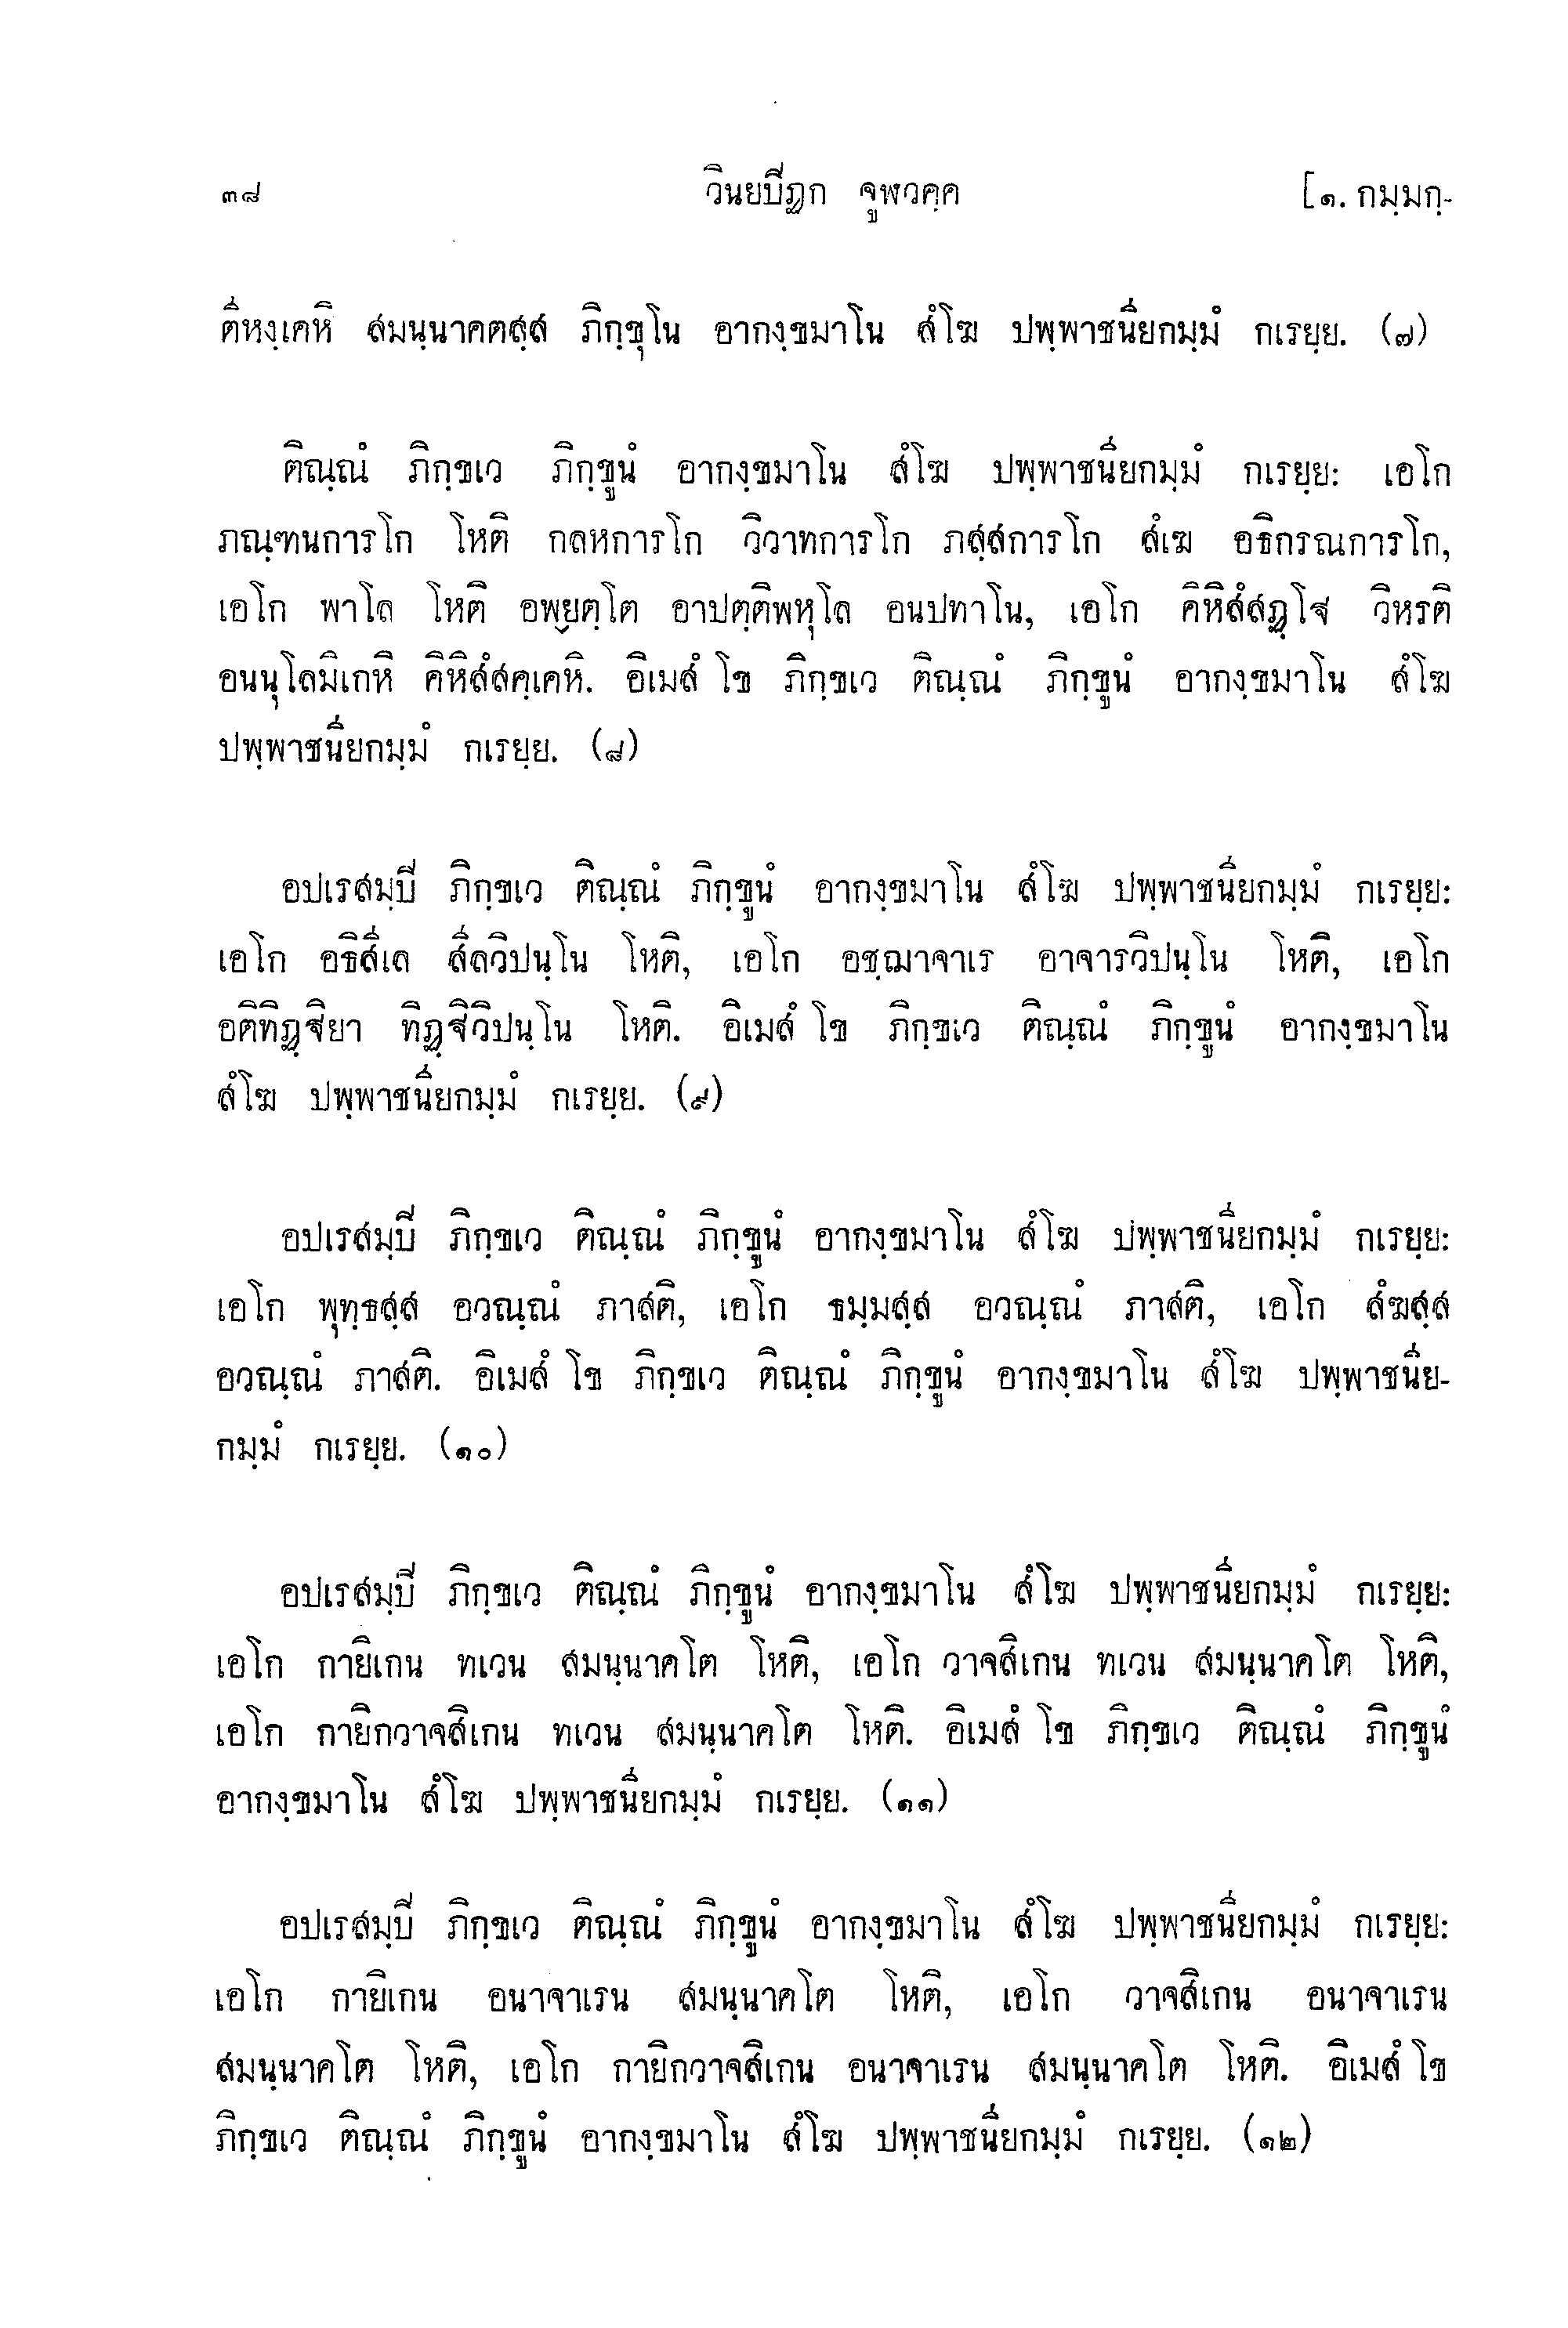 ๓๘ วินยปิฏก จูฬวคฺค [๑. กมฺมกฺ-
ตีหงฺเคหิ สมนฺนาคตสฺส ภิกฺขุโน อากงฺขมาโน สํโฆ ปพฺพาชนียกมฺมํ กเรยฺย. (๗)
ติณฺณํ ภิกฺขเว ภิกฺขูนํ อากงฺขมาโน สํโฆ ปพฺพาชนียกมฺมํ กเรยฺย: เอโก
ภณฺฑนการโก โหติ กลหการโก วิวาทการโก ภสฺสการโก สํเฆ อธิกรณการโก,
เอโก พาโล โหติ อพฺยตฺโต อาปตฺติพหุโล อนปทาโน, เอโก คิหิสํสฏฺโฐ วิหรติ
อนนุโลมิเกหิ คิหิสํสคฺเคหิ. อิเมสํ โข ภิกฺขเว ติณฺณํ ภิกฺขูนํ อากงฺขมาโน สํโฆ
ปพฺพาชนียกมฺมํ กเรยฺย. (๘)
อปเรสมฺปิ ภิกฺขเว ติณฺณํ ภิกฺขูนํ อากงฺขมาโน สํโฆ ปพฺพาชนียกมฺมํ กเรยฺย:
เอโก อธิสีเล สีลวิปนฺโน โหติ, เอโก อชฺฌาจาเร อาจารวิปนฺโน โหติ, เอโก
อติทิฏฺฐิยา ทิฏฺฐิวิปนฺโน โหติ. อิเมสํ โข ภิกฺขเว ติณฺณํ ภิกฺขูนํ อากงฺขมาโน
สํโฆ ปพฺพาชนียกมฺมํ กเรยฺย. (๙)
อปเรสมฺปิ ภิกฺขเว ติณฺณํ ภิกฺขูนํ อากงฺขมาโน สํโฆ ปพฺพาชนียกมฺมํ กเรยฺย:
เอโก พุทฺธสฺส อวณฺณํ ภาสติ, เอโก ธมฺมสฺส อวณฺณํ ภาสติ, เอโก สํฆสฺส
อวณฺณํ ภาสติ. อิเมสํ โข ภิกฺขเว ติณฺณํ ภิกฺขูนํ อากงฺขมาโน สํโฆ ปพฺพาชนีย-
กมฺมํ กเรยฺย. (๑๐)
อปเรสมฺปิ ภิกฺขเว ติณฺณํ ภิกฺขูนํ อากงฺขมาโน สํโฆ ปพฺพาชนียกมฺมํ กเรยฺย:
เอโก กายิเกน ทเวน สมนฺนาคโต โหติ, เอโก วาจสิเกน ทเวน สมนฺนาคโต โหติ,
เอโก กายิกวาจสิเกน ทเวน สมนฺนาคโต โหติ. อิเมสํ โข ภิกฺขเว ติณฺณํ ภิกฺขูนํ
อากงฺขมาโน สํโฆ ปพฺพาชนียกมฺมํ กเรยฺย. (๑๑)
อปเรสมฺปิ ภิกฺขเว ติณฺณํ ภิกฺขูนํ อากงฺขมาโน สํโฆ ปพฺพาชนียกมฺมํ กเรยฺย:
เอโก กายิเกน อนาจาเรน สมนฺนาคโต โหติ, เอโก วาจสิเกน อนาจาเรน
สมนฺนาคโต โหติ, เอโก กายิกวาจสิเกน อนาจาเรน สมนฺนาคโต โหติ. อิเมสํ โข
ภิกฺขเว ติณฺณํ ภิกฺขูนํ อากงฺขมาโน สํโฆ ปพฺพาชนียกมฺมํ กเรยฺย. (๑๒)